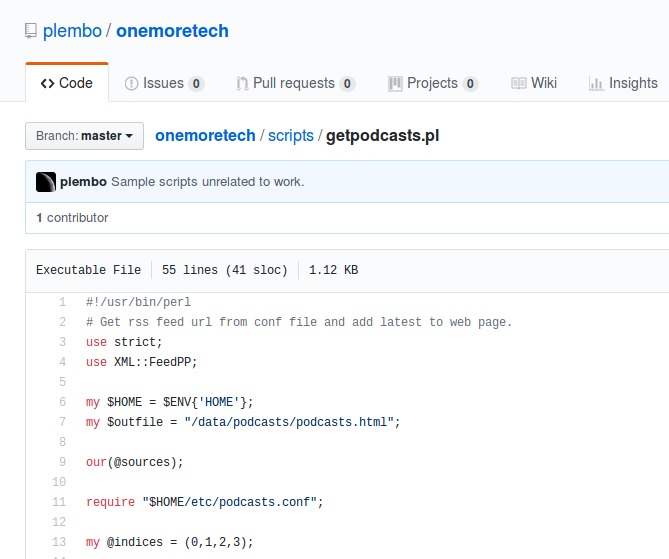 plembo / onemoretech
<> Code Issues 0 Pull requests 0 Projects 0 Wiki Insights
Branch: master onemoretech / scripts / getpodcasts.pl
plembo Sample scripts unrelated to work.
1 contributor
Executable File 55 lines (41 sloc) 1.12 KB
1 #!/usr/bin/perl
2 # Get rss feed url from conf file and add latest to web page.
3 use strict;
4 use XML::FeedPP;
5
6 my $HOME = $ENV{'HOME'};
7 my $outfile = "/data/podcasts/podcasts.html";
8
9 our(@sources);
10
11 require "$HOME/etc/podcasts.conf";
12
13 my @indices = (0,1,2,3);